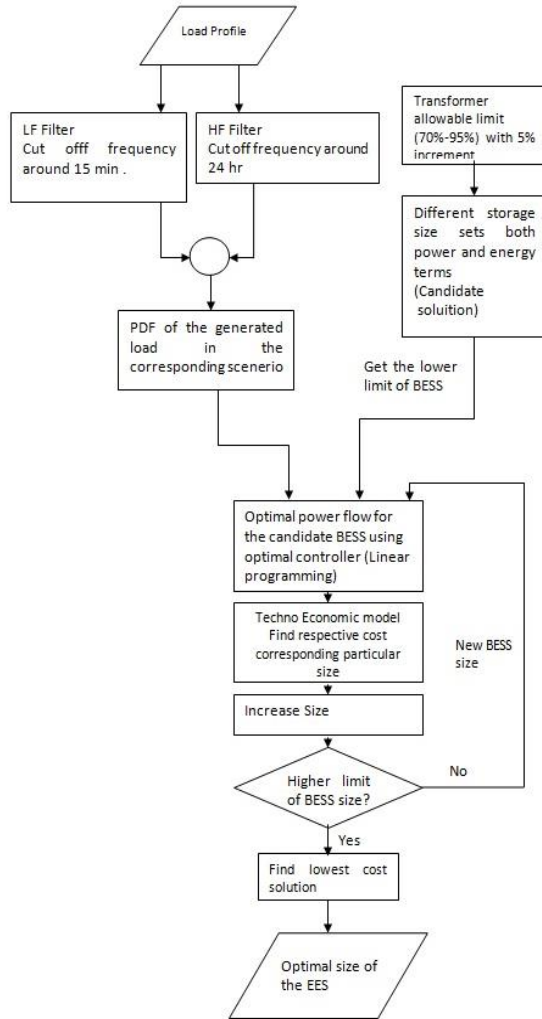 Load Profile
LF Filter
Cut offf frequency
around 15 min .
HF Filter
Cut off frequency around
24 hr
Transformer
allowable limit
(70%-95%) with 5%
increment
Different storage
size sets both
power and energy
terms
(Candidate
soluition)
PDF of the generated
load in the
corresponding scenerio
Get the lower
limit of BESS
Optimal power flow for
the candidate BESS using
optimal controller (Linear
programming)
Techno Economic model
Find respective cost
corresponding particular
size
New BESS
size
Increase Size
Higher limit
of BESS size?
No
Yes
Find lowest cost
solution
Optimal size of
the EES